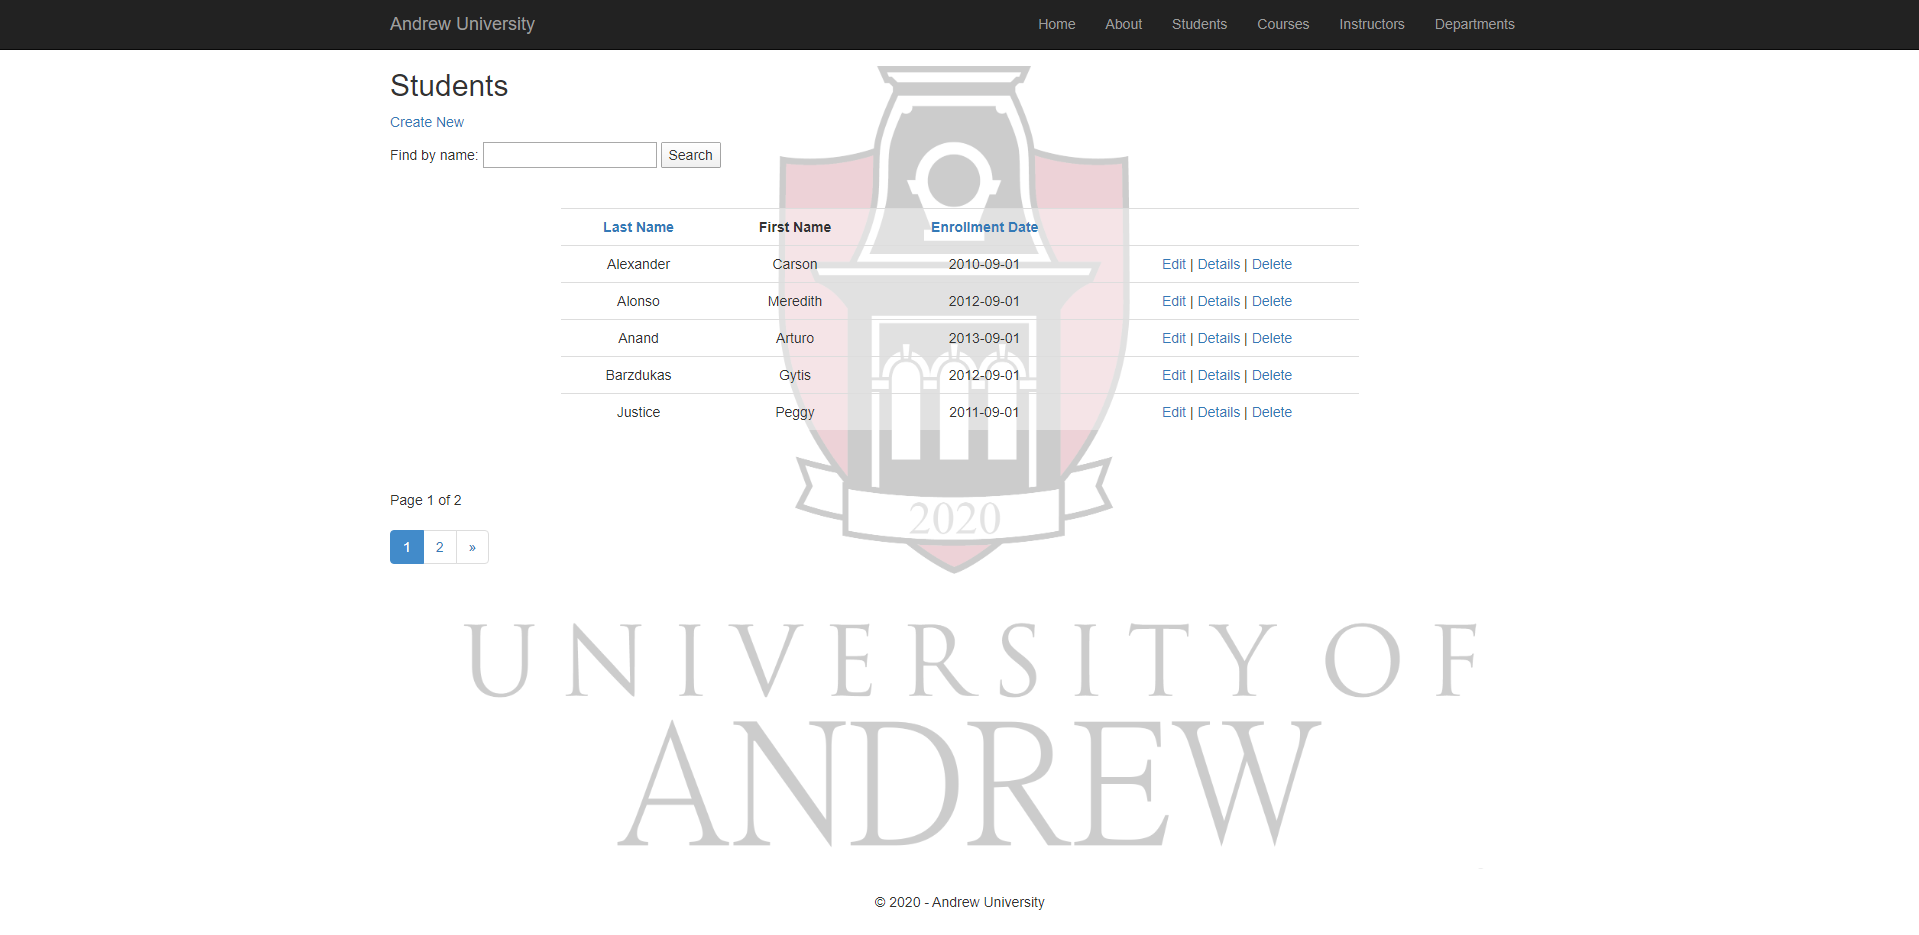 Andrew University Home About Students Courses Instructors Departments
Students
Create New
Find by name: Search
Last Name First Name Enrollment Date
Alexander Carson 2010-09-01 Edit | Details | Delete
Alonso Meredith 2012-09-01 Edit | Details | Delete
Anand Arturo 2013-09-01 Edit | Details | Delete
Barzdukas Gytis 2012-09-01 Edit | Details | Delete
Justice Peggy 2011-09-01 Edit | Details | Delete
Page 1 of 2
2020
1 2 »
UNIVERSITY OF
ANDREW
© 2020 - Andrew University